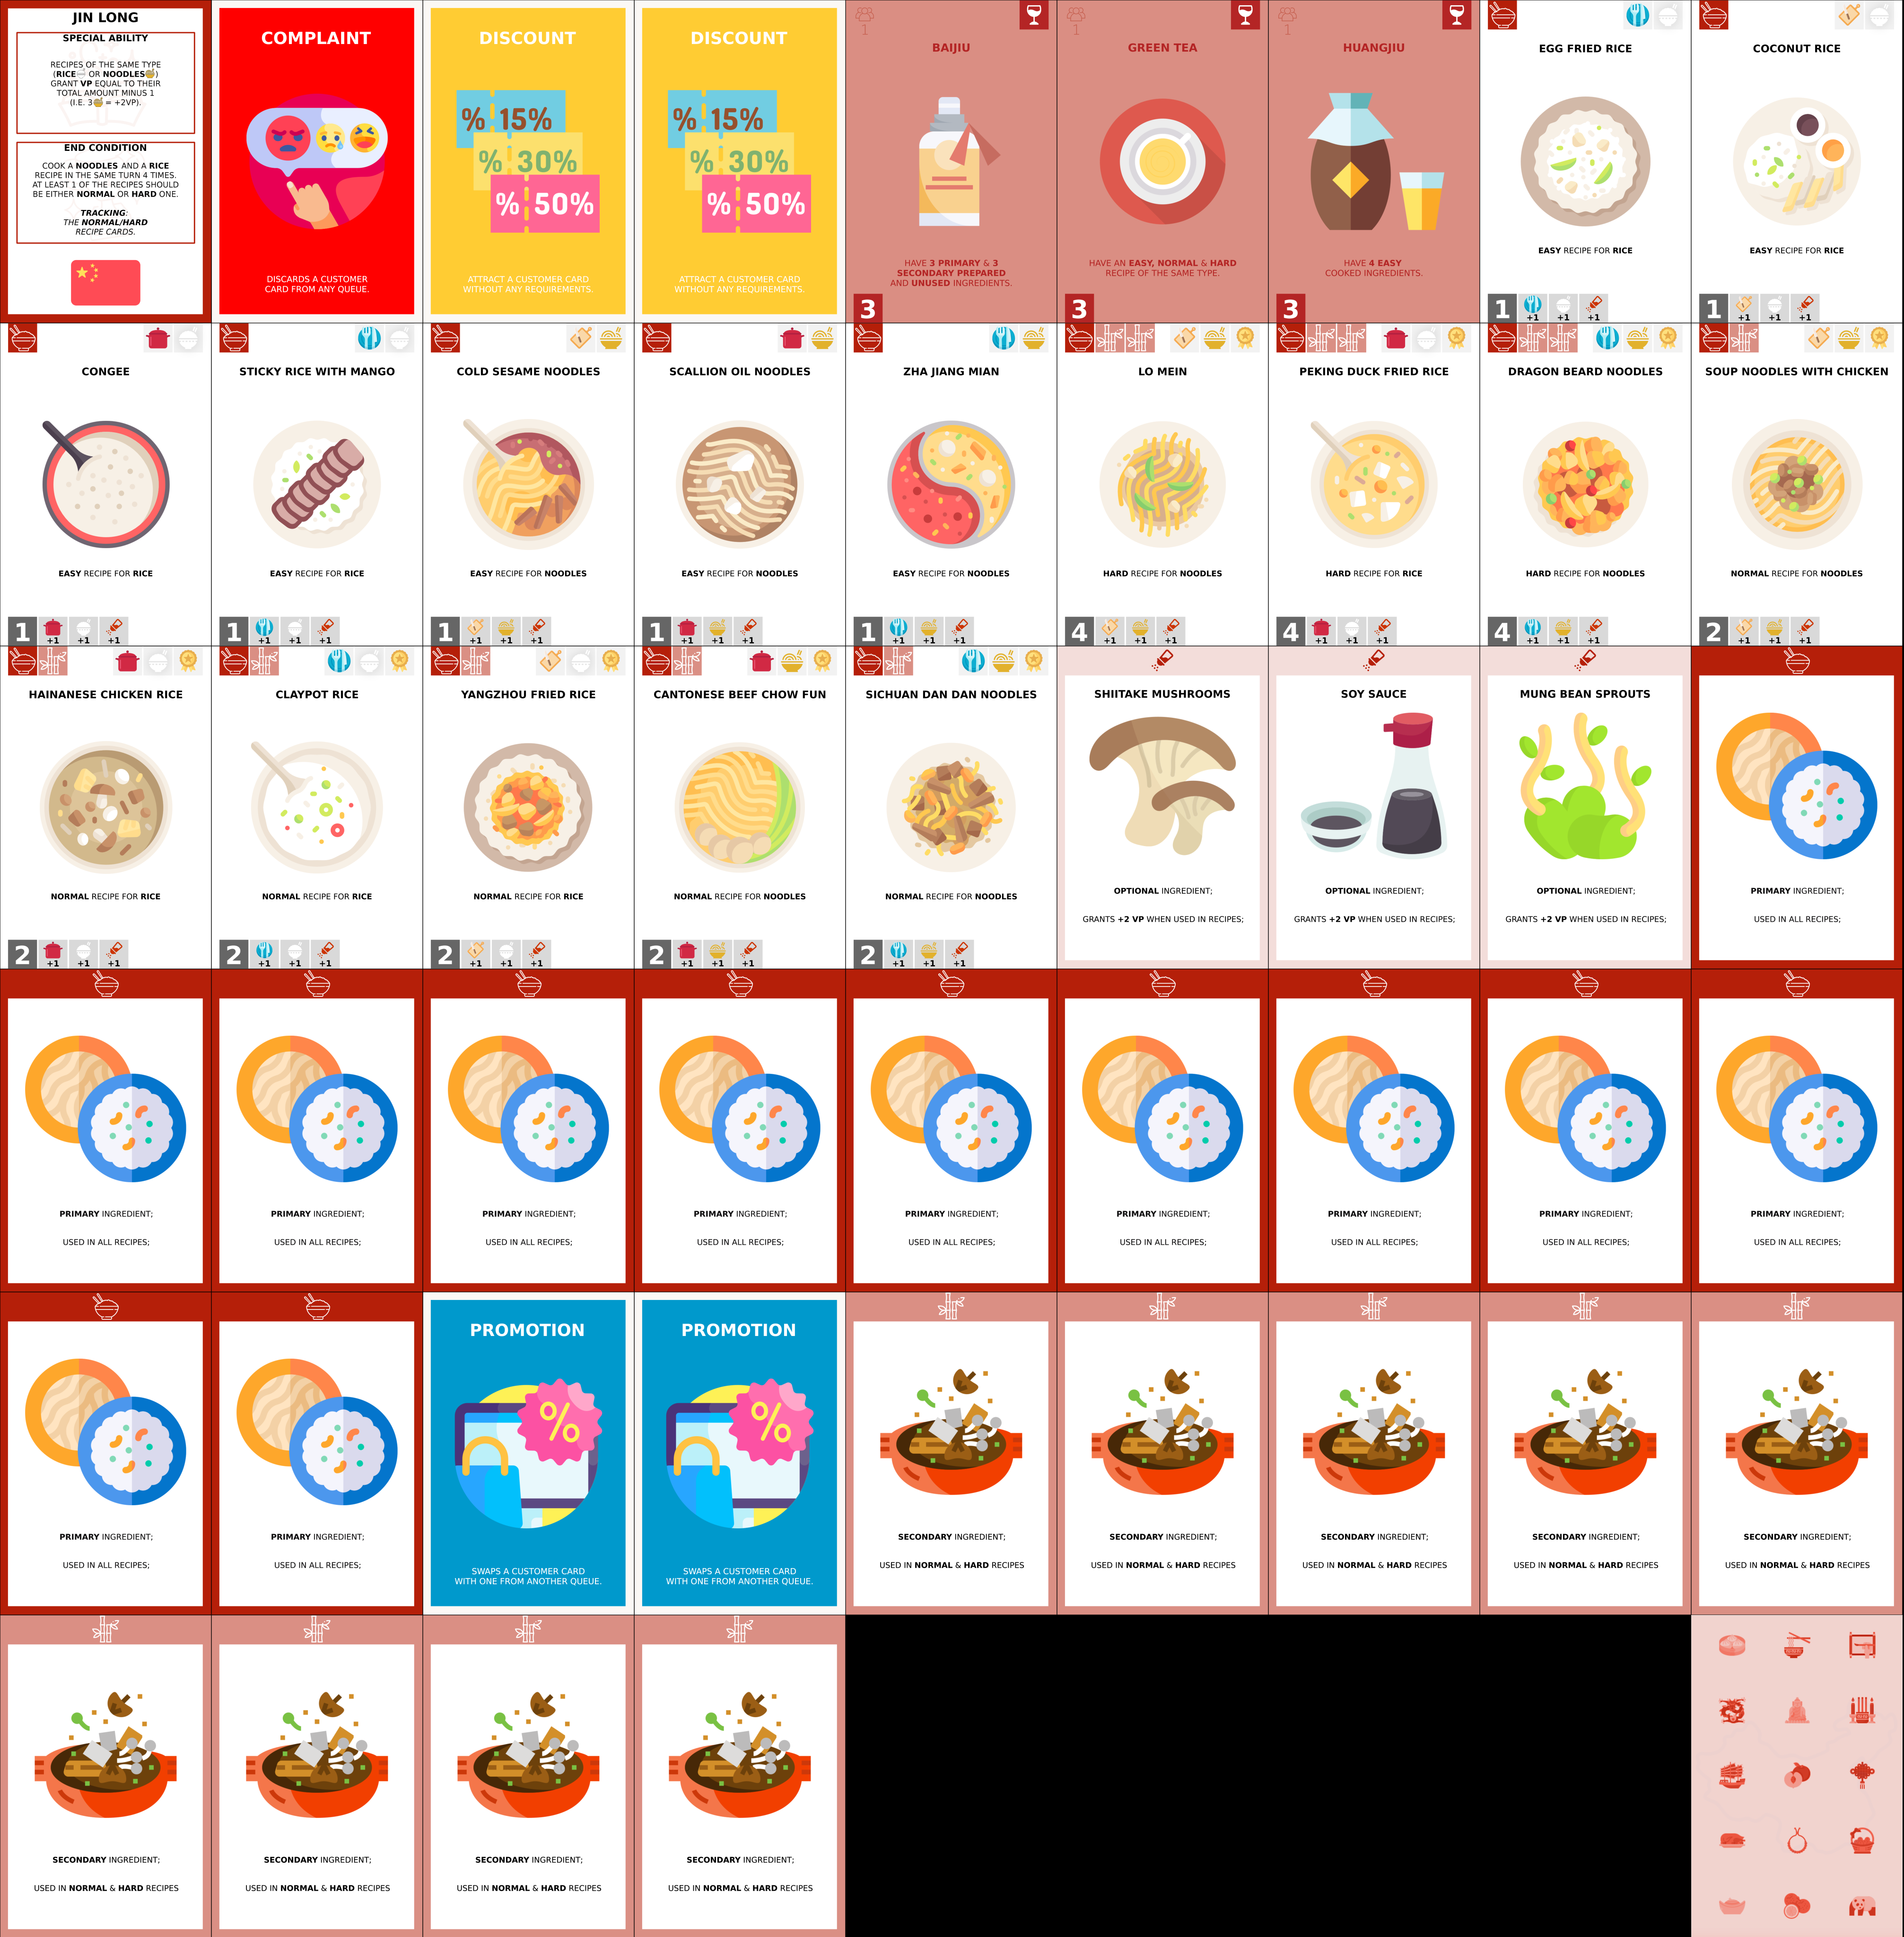 JIN LONG
SPECIAL ABILITY
RECIPES OF THE SAME TYPE
(RICE OR NOODLES)
GRANT VP EQUAL TO THEIR
TOTAL AMOUNT MINUS 1
(I.E. 3 = +2VP).
END CONDITION
COOK A NOODLES AND A RICE
RECIPE IN THE SAME TURN 4 TIMES.
AT LEAST 1 OF THE RECIPES SHOULD
BE EITHER NORMAL OR HARD ONE.
TRACKING:
THE NORMAL/HARD
RECIPE CARDS.
COMPLAINT
DISCARDS A CUSTOMER
CARD FROM ANY QUEUE.
DISCOUNT
% 15%
% 30%
% 50%
ATTRACT A CUSTOMER CARD
WITHOUT ANY REQUIREMENTS.
DISCOUNT
% 15%
% 30%
% 50%
ATTRACT A CUSTOMER CARD
WITHOUT ANY REQUIREMENTS.
1
BAIJIU
HAVE 3 PRIMARY & 3
SECONDARY PREPARED
AND UNUSED INGREDIENTS.
3
1
GREEN TEA
HAVE AN EASY, NORMAL & HARD
RECIPE OF THE SAME TYPE.
3
1
HUANGJIU
HAVE 4 EASY
COOKED INGREDIENTS.
3
EGG FRIED RICE
EASY RECIPE FOR RICE
1 +1 +1 +1
COCONUT RICE
EASY RECIPE FOR RICE
1 +1 +1 +1
CONGEE
EASY RECIPE FOR RICE
1 +1 +1 +1
STICKY RICE WITH MANGO
EASY RECIPE FOR RICE
1 +1 +1 +1
COLD SESAME NOODLES
EASY RECIPE FOR NOODLES
1 +1 +1 +1
SCALLION OIL NOODLES
EASY RECIPE FOR NOODLES
1 +1 +1 +1
ZHA JIANG MIAN
EASY RECIPE FOR NOODLES
1 +1 +1 +1
LO MEIN
HARD RECIPE FOR NOODLES
4 +1 +1 +1
PEKING DUCK FRIED RICE
HARD RECIPE FOR RICE
4 +1 +1 +1
DRAGON BEARD NOODLES
HARD RECIPE FOR NOODLES
4 +1 +1 +1
SOUP NOODLES WITH CHICKEN
NORMAL RECIPE FOR NOODLES
2 +1 +1 +1
HAINANESE CHICKEN RICE
NORMAL RECIPE FOR RICE
2 +1 +1 +1
CLAYPOT RICE
NORMAL RECIPE FOR RICE
2 +1 +1 +1
YANGZHOU FRIED RICE
NORMAL RECIPE FOR RICE
2 +1 +1 +1
CANTONESE BEEF CHOW FUN
NORMAL RECIPE FOR NOODLES
2 +1 +1 +1
SICHUAN DAN DAN NOODLES
NORMAL RECIPE FOR NOODLES
2 +1 +1 +1
SHIITAKE MUSHROOMS
OPTIONAL INGREDIENT;
GRANTS +2 VP WHEN USED IN RECIPES;
SOY SAUCE
OPTIONAL INGREDIENT;
GRANTS +2 VP WHEN USED IN RECIPES;
MUNG BEAN SPROUTS
OPTIONAL INGREDIENT;
GRANTS +2 VP WHEN USED IN RECIPES;
PRIMARY INGREDIENT;
USED IN ALL RECIPES;
PRIMARY INGREDIENT;
USED IN ALL RECIPES;
PRIMARY INGREDIENT;
USED IN ALL RECIPES;
PRIMARY INGREDIENT;
USED IN ALL RECIPES;
PRIMARY INGREDIENT;
USED IN ALL RECIPES;
PRIMARY INGREDIENT;
USED IN ALL RECIPES;
PRIMARY INGREDIENT;
USED IN ALL RECIPES;
PRIMARY INGREDIENT;
USED IN ALL RECIPES;
PRIMARY INGREDIENT;
USED IN ALL RECIPES;
PRIMARY INGREDIENT;
USED IN ALL RECIPES;
PRIMARY INGREDIENT;
USED IN ALL RECIPES;
PRIMARY INGREDIENT;
USED IN ALL RECIPES;
PROMOTION
%
SWAPS A CUSTOMER CARD
WITH ONE FROM ANOTHER QUEUE.
PROMOTION
%
SWAPS A CUSTOMER CARD
WITH ONE FROM ANOTHER QUEUE.
SECONDARY INGREDIENT;
USED IN NORMAL & HARD RECIPES
SECONDARY INGREDIENT;
USED IN NORMAL & HARD RECIPES
SECONDARY INGREDIENT;
USED IN NORMAL & HARD RECIPES
SECONDARY INGREDIENT;
USED IN NORMAL & HARD RECIPES
SECONDARY INGREDIENT;
USED IN NORMAL & HARD RECIPES
SECONDARY INGREDIENT;
USED IN NORMAL & HARD RECIPES
SECONDARY INGREDIENT;
USED IN NORMAL & HARD RECIPES
SECONDARY INGREDIENT;
USED IN NORMAL & HARD RECIPES
SECONDARY INGREDIENT;
USED IN NORMAL & HARD RECIPES